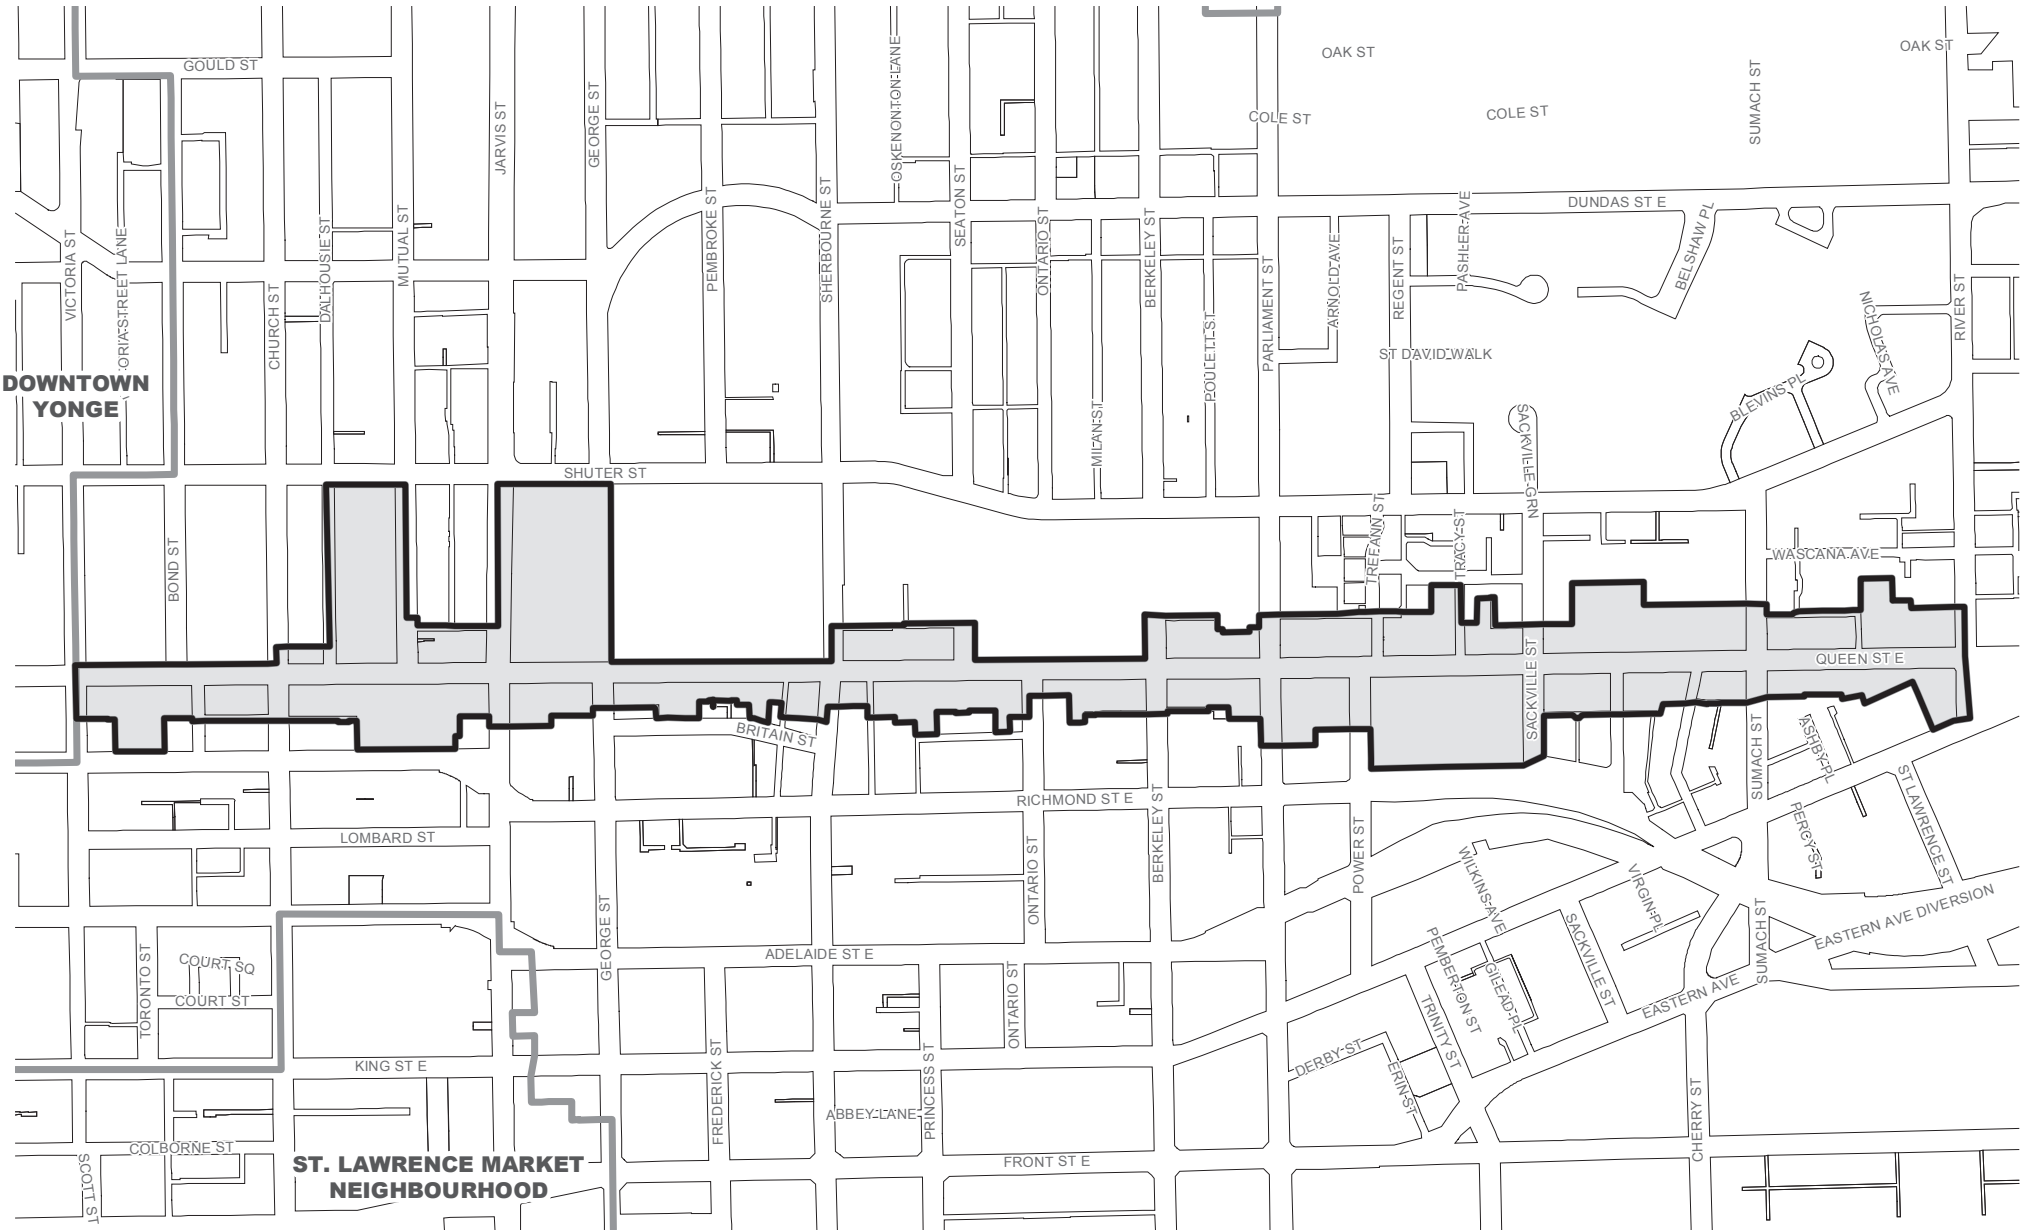 OAK ST
OAK ST
GOULD ST
OSKENONTON LANE
SUMACH ST
JARVIS ST
GEORGE ST
COLE ST
COLE ST
DUNDAS ST E
PEMBROKE ST
SHERBOURNE ST
SEATON ST
ONTARIO ST
BERKELEY ST
PASHLER AVE
BELSHAW PL
VICTORIA ST
DALHOUSIE ST
MUTUAL ST
CHURCH ST
PARLIAMENT ST
ARNOLD AVE
REGENT ST
NICHOLAS AVE
RIVER ST
POULETT ST
ST DAVID WALK
DOWNTOWN
YONGE
BLEVINS PL
MILAN ST
SACKVILLE GRN
SHUTER ST
BOND ST
TREFANN ST
TRACY ST
WASCANA AVE
SACKVILLE ST
QUEEN ST E
BRITAIN ST
SUMACH ST
ASHBY PL
ST LAWRENCE ST
RICHMOND ST E
BERKELEY ST
LOMBARD ST
POWER ST
PERCY ST
ONTARIO ST
WILKINS AVE
VIRGIN PL
GEORGE ST
SACKVILLE ST
SUMACH ST
EASTERN AVE DIVERSION
TORONTO ST
COURT SQ
COURT ST
ADELAIDE ST E
ONTARIO ST
PEMBERTON ST
GILEAD PL
TRINITY ST
EASTERN AVE
KING ST E
FREDERICK ST
PRINCESS ST
DERBY ST
ERIN ST
CHERRY ST
ABBEY LANE
COLBORNE ST
SCOTT ST
ST. LAWRENCE MARKET
NEIGHBOURHOOD
FRONT ST E